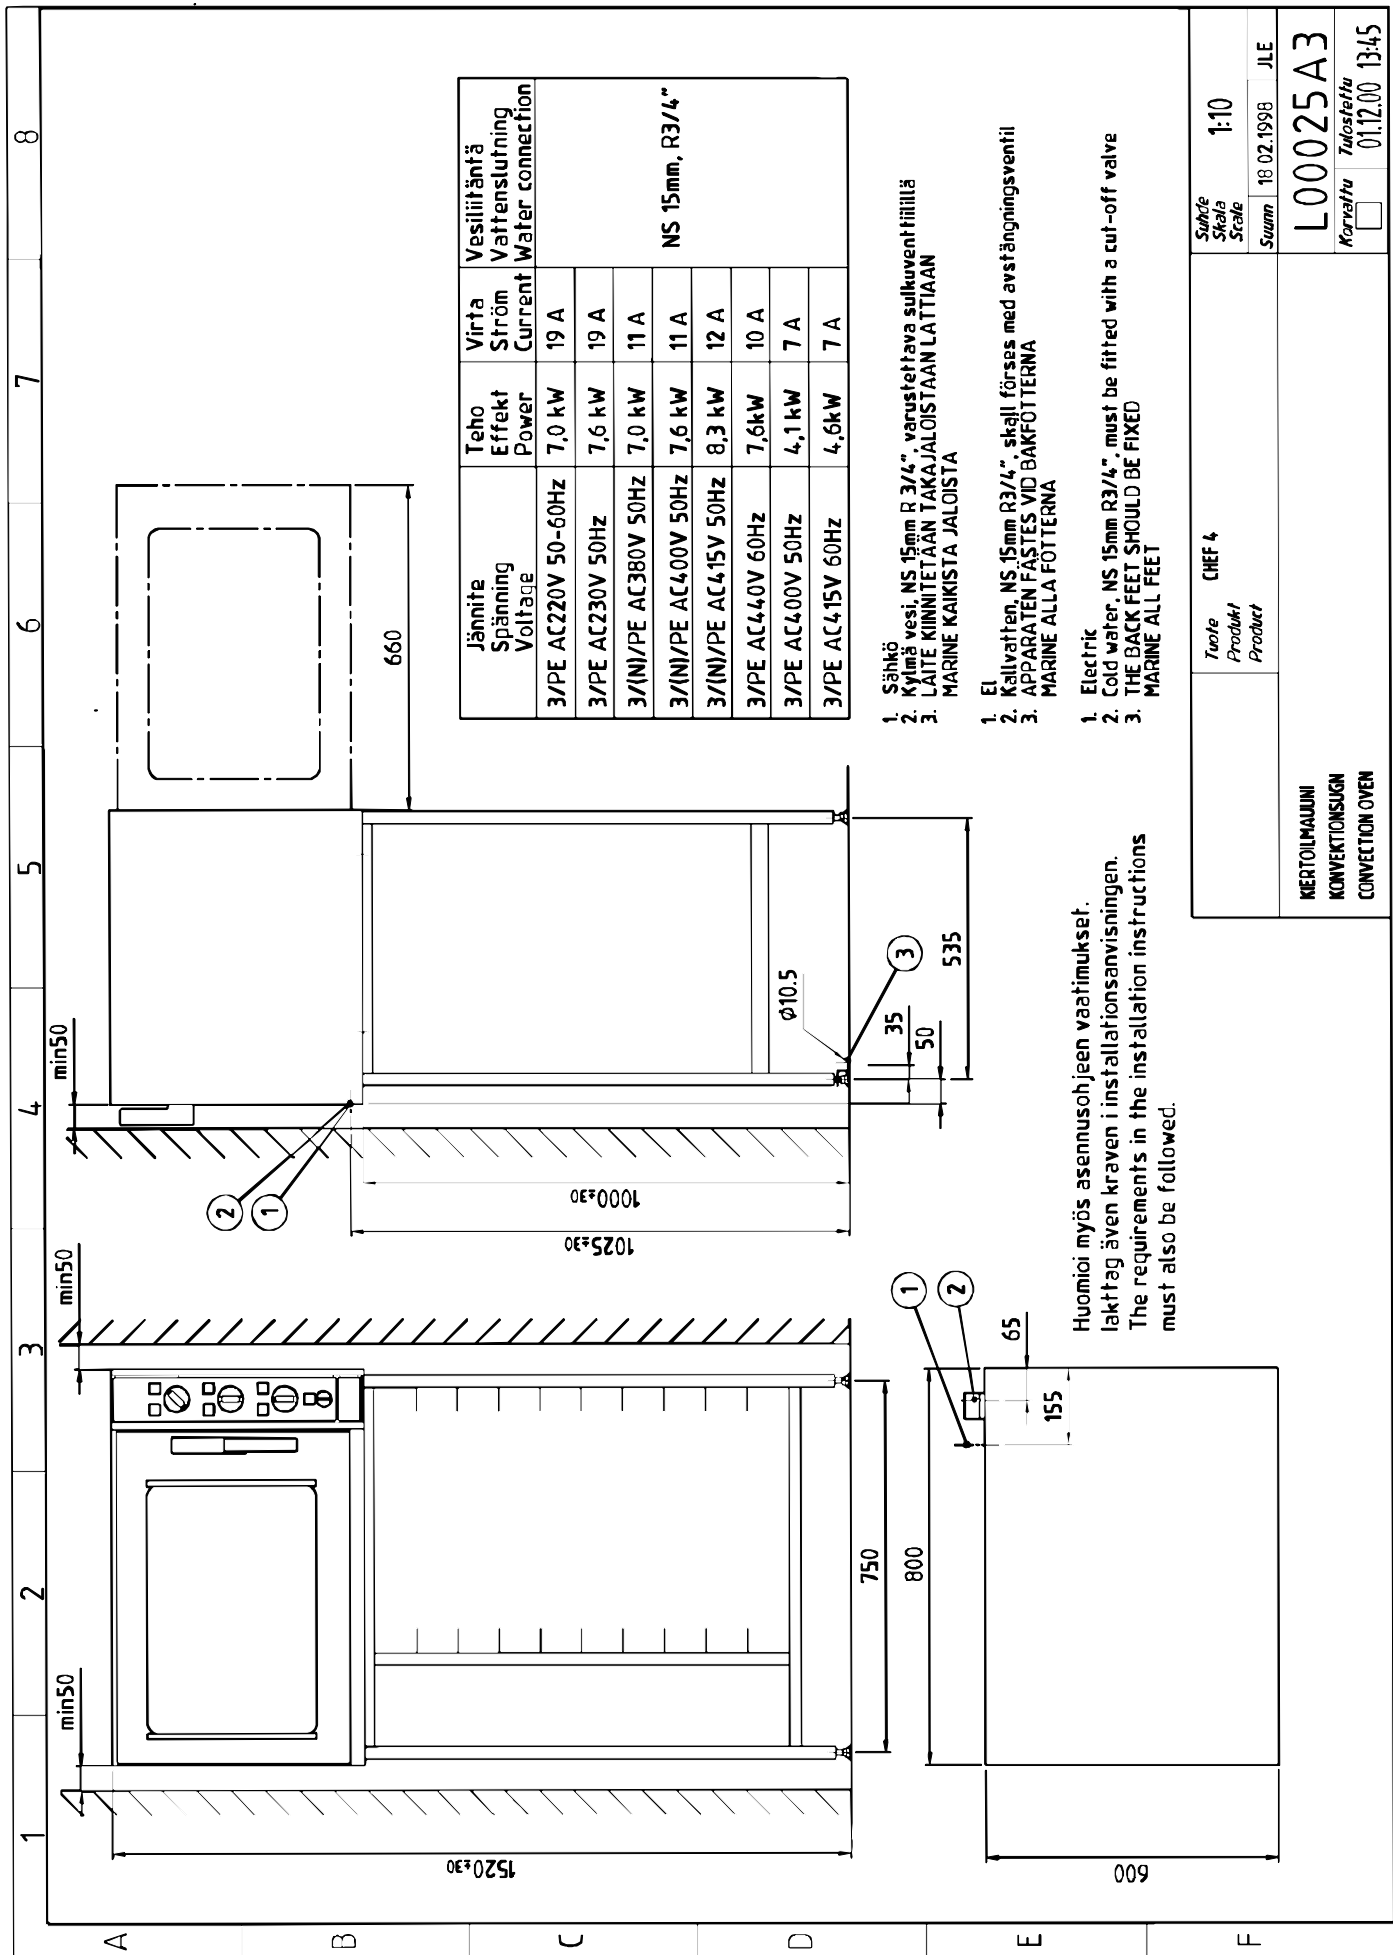 1 2 3 4 5 6 7 8
A
B
C
D
E
F
min50
min50
min50
660
1520±30
1000±30
1025±30
750
2
1
Ø10.5
3
35
50
535
1
2
65
155
800
600
Jännite
Spänning
Voltage
Teho
Effekt
Power
Virta
Ström
Current
Vesiliitäntä
Vattenslutning
Water connection
3/PE AC220V 50-60Hz 7,0 kW 19 A
3/PE AC230V 50Hz 7,6 kW 19 A
3/(N)/PE AC380V 50Hz 7,0 kW 11 A
3/(N)/PE AC400V 50Hz 7,6 kW 11 A
3/(N)/PE AC415V 50Hz 8,3 kW 12 A
3/PE AC440V 60Hz 7,6kW 10 A
3/PE AC400V 50Hz 4,1 kW 7 A
3/PE AC415V 60Hz 4,6kW 7 A
NS 15mm, R3/4"
1. Sähkö
2. Kylmä vesi, NS 15mm R 3/4", varustettava sulkuventtiilillä
3. LAITE KIINNITETÄÄN TAKAJALOISTAAN LATTIAAN
MARINE KAIKISTA JALOISTA
1. El
2. Kallvatten, NS 15mm R3/4", skall förses med avstängningsventil
3. APPARATEN FÄSTES VID BAKFÖTTERNA
MARINE ALLA FÖTTERNA
1. Electric
2. Cold water, NS 15mm R3/4", must be fitted with a cut-off valve
3. THE BACK FEET SHOULD BE FIXED
MARINE ALL FEET
Huomioi myös asennusohjeen vaatimukset.
Iakttag även kraven i installationsanvisningen.
The requirements in the installation instructions
must also be followed.
Tuote CHEF 4
Produkt
Product
Suhde
Skala
Scale
1:10
Suunn 18 02.1998 JLE
KIERTOILMAUUNI
KONVEKTIONSUGN
CONVECTION OVEN
L00025A3
Korvattu Tulostettu
01.12.00 13:45